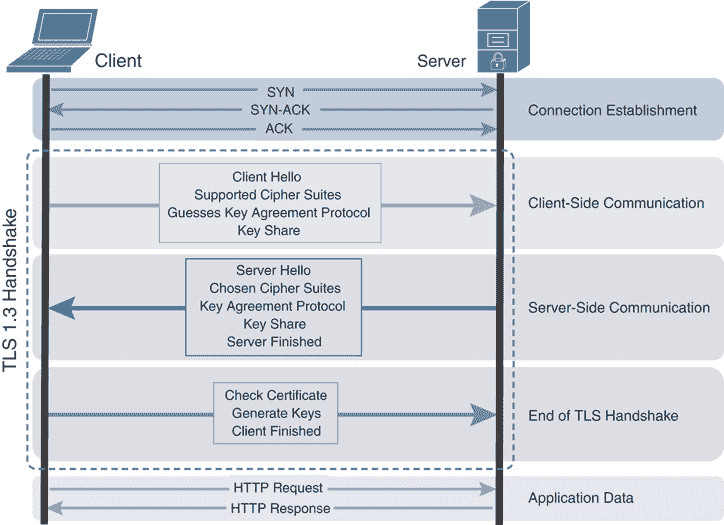 Client
Server
SYN
SYN-ACK
ACK
Connection Establishment
TLS 1.3 Handshake
Client Hello
Supported Cipher Suites
Guesses Key Agreement Protocol
Key Share
Client-Side Communication
Server Hello
Chosen Cipher Suites
Key Agreement Protocol
Key Share
Server Finished
Server-Side Communication
Check Certificate
Generate Keys
Client Finished
End of TLS Handshake
HTTP Request
HTTP Response
Application Data